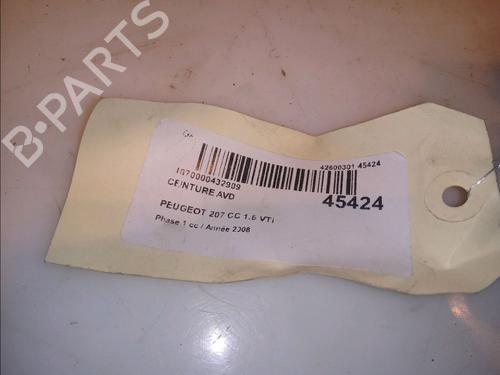 B-PARTS
42600301 45424
1070000432909
45424
CEINTURE AVD
PEUGEOT 207 CC 1.6 VTI
Phase 1 cc / Année 2008